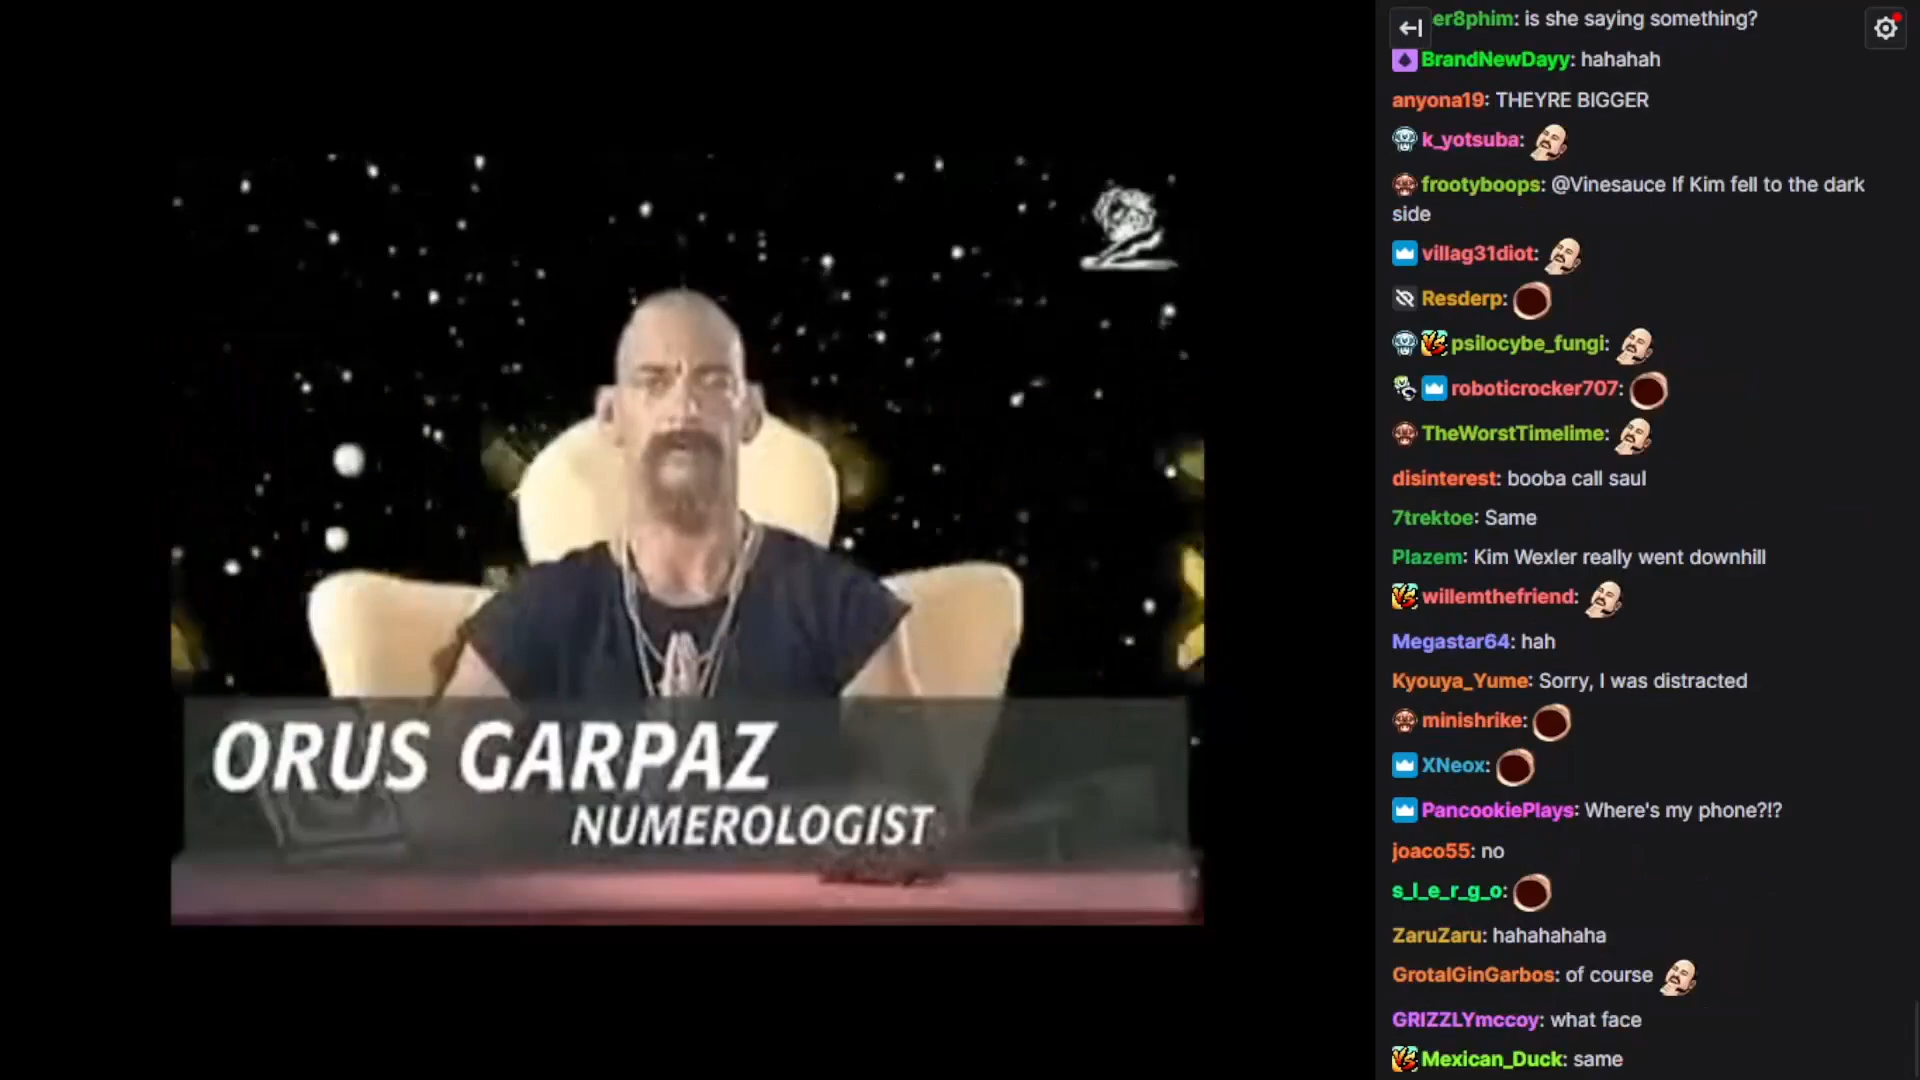 ORUS GARPAZ
NUMEROLOGIST
er8phim: is she saying something?
BrandNewDayy: hahahah
anyona19: THEYRE BIGGER
k_yotsuba:
frootyboops: @Vinesauce If Kim fell to the dark
side
villag31diot:
Resderp:
psilocybe_fungi:
roboticrocker707:
TheWorstTimelime:
disinterest: booba call saul
7trektoe: Same
Plazem: Kim Wexler really went downhill
willemthefriend:
Megastar64: hah
Kyouya_Yume: Sorry, I was distracted
minishrike:
XNeox:
PancookiePlays: Where's my phone?!?
joaco55: no
s_l_e_r_g_o:
ZaruZaru: hahahahaha
GrotalGinGarbos: of course
GRIZZLYmccoy: what face
Mexican_Duck: same